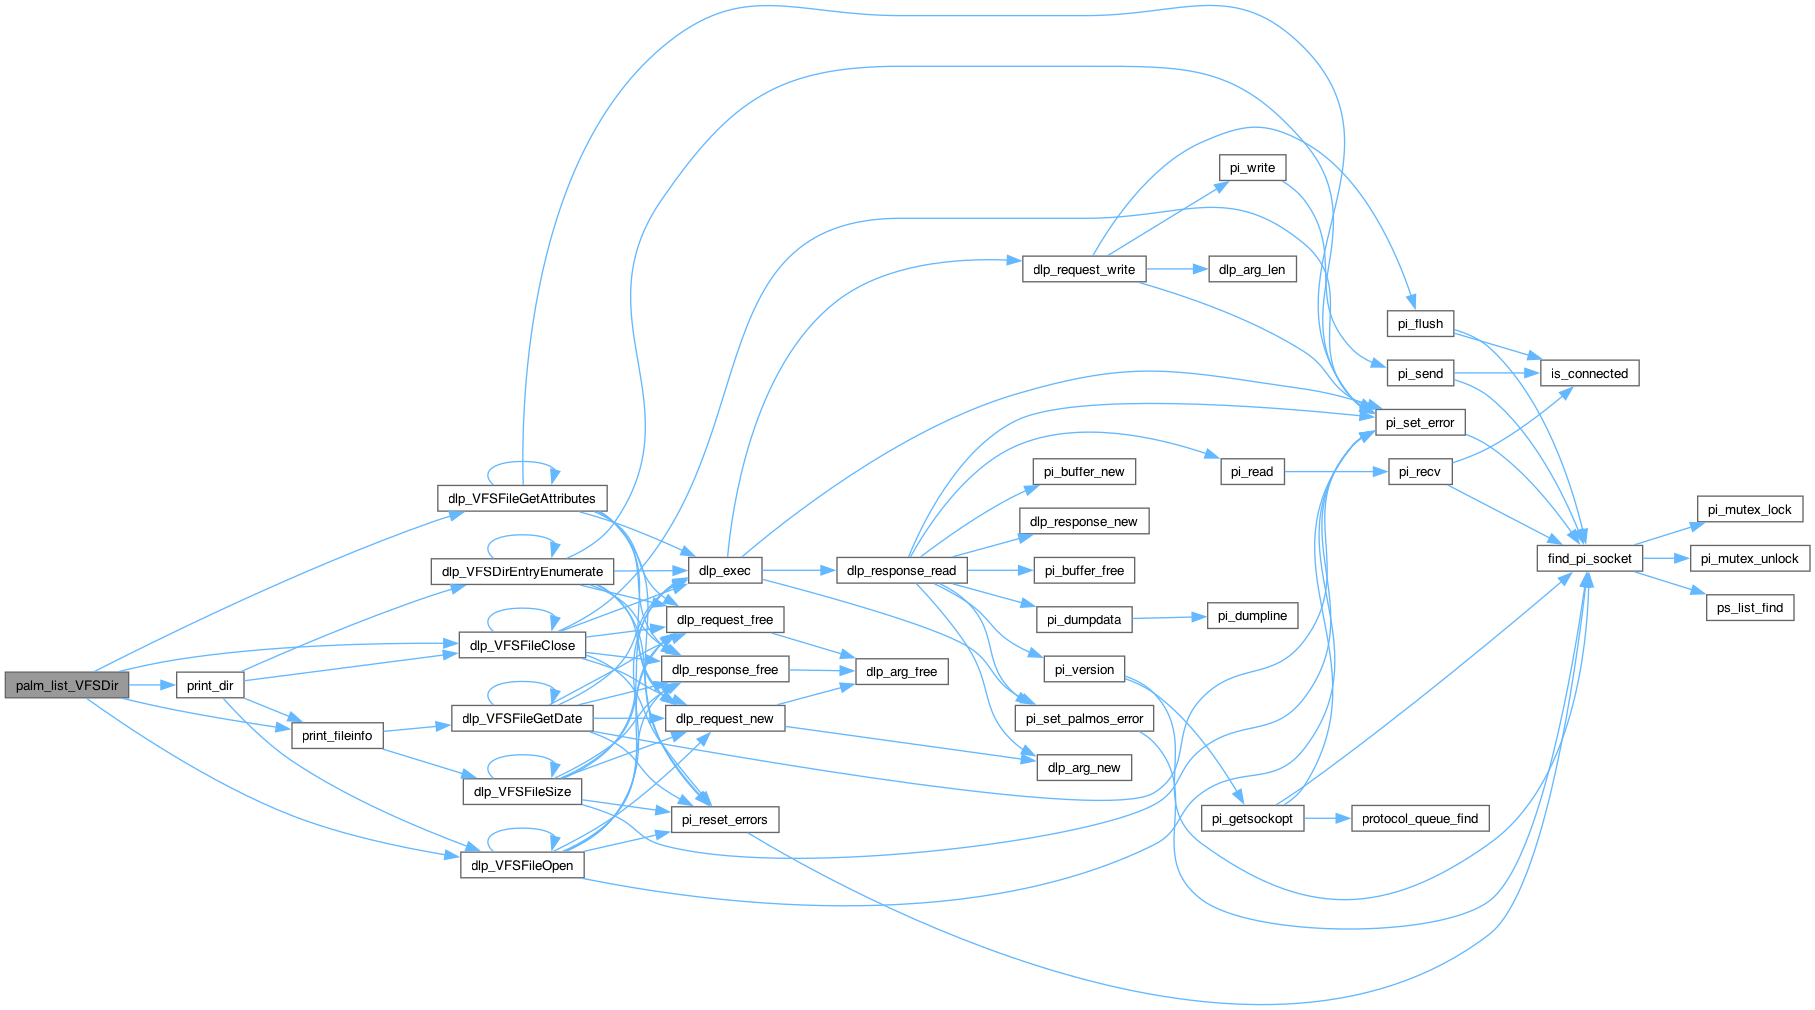 palm_list_VFSDir
print_dir
print_fileinfo
dlp_VFSFileGetAttributes
dlp_VFSDirEntryEnumerate
dlp_VFSFileClose
dlp_VFSFileGetDate
dlp_VFSFileSize
dlp_VFSFileOpen
dlp_exec
dlp_request_free
dlp_response_free
dlp_request_new
pi_reset_errors
dlp_response_read
dlp_arg_free
dlp_request_write
pi_buffer_new
dlp_response_new
pi_buffer_free
pi_dumpdata
pi_version
pi_set_palmos_error
dlp_arg_new
pi_write
dlp_arg_len
pi_read
pi_dumpline
pi_getsockopt
pi_flush
pi_send
pi_set_error
pi_recv
protocol_queue_find
is_connected
find_pi_socket
pi_mutex_lock
pi_mutex_unlock
ps_list_find